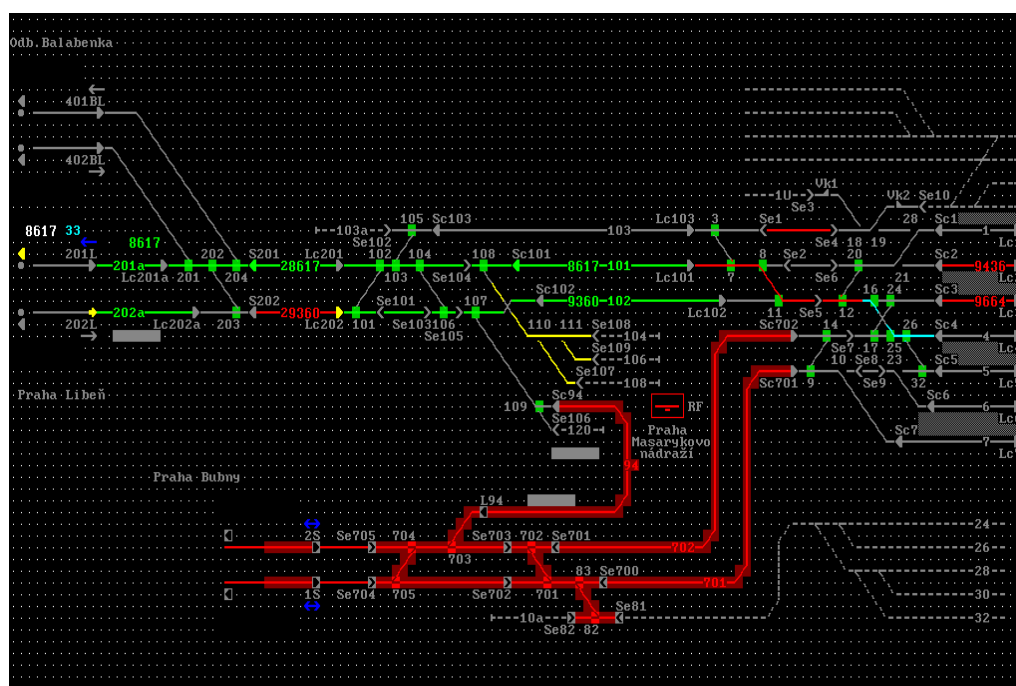 Odb.Balabenka
401BL
402BL
1U Vk1 Vk2 Se10
Se3
105 Sc103 Lc103 3 Se1 28 Sc1
8617 33 103a 103 1
8617 Se102 Se4 18 19
201L S201 Lc201 102 104 108 Sc101 Lc101 8 Se2 20 Sc2
201a 202 28617 8617 101 9436
Lc201a 201 204 103 Se104 7 Se6 21
S202 Se101 107 Sc102 16 24 Sc3
202a 29360 9360 102 9664
202L Lc202a 203 Lc202 101 Se103 106 Lc102 11 Se5 12
Se105 110 111 Se108 Sc702 14 26 Sc4
104 4
Se109 Se7 17 25
106 10 Se8 23 Sc5
Se107 5
108 Sc701 9 Se9 32
Praha Libeň Sc94 Sc6
109 RF 6
Se106 Praha
120 Masarykovo Sc7
nádraží 7
94
Praha Bubny
L94
24
2S Se705 704 Se703 702 Se701
702 26
703
83 Se700 28
701
1S Se704 705 Se702 701 30
Se81
10a 32
Se82 82